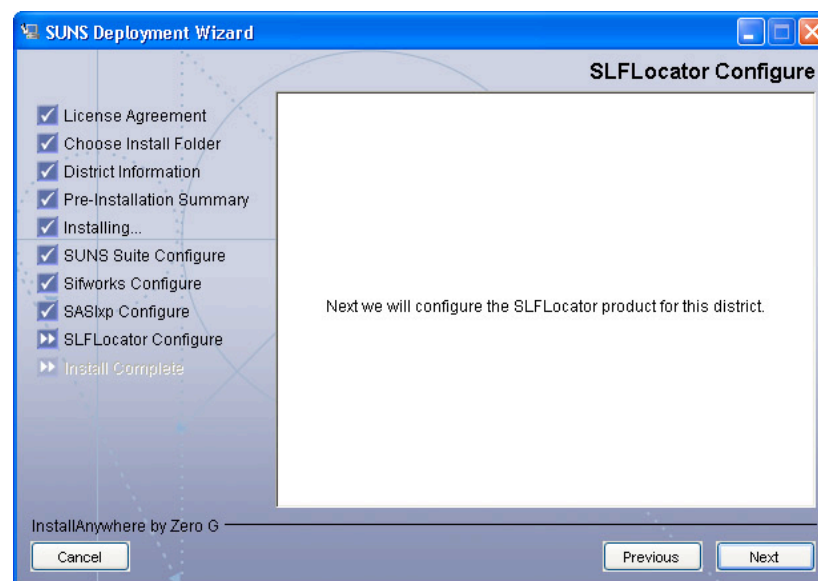 SUNS Deployment Wizard
SLFLocator Configure
License Agreement
Choose Install Folder
District Information
Pre-Installation Summary
Installing...
SUNS Suite Configure
Sifworks Configure
SASIxp Configure
SLFLocator Configure
Install Complete
Next we will configure the SLFLocator product for this district.
InstallAnywhere by Zero G
Cancel
Previous
Next